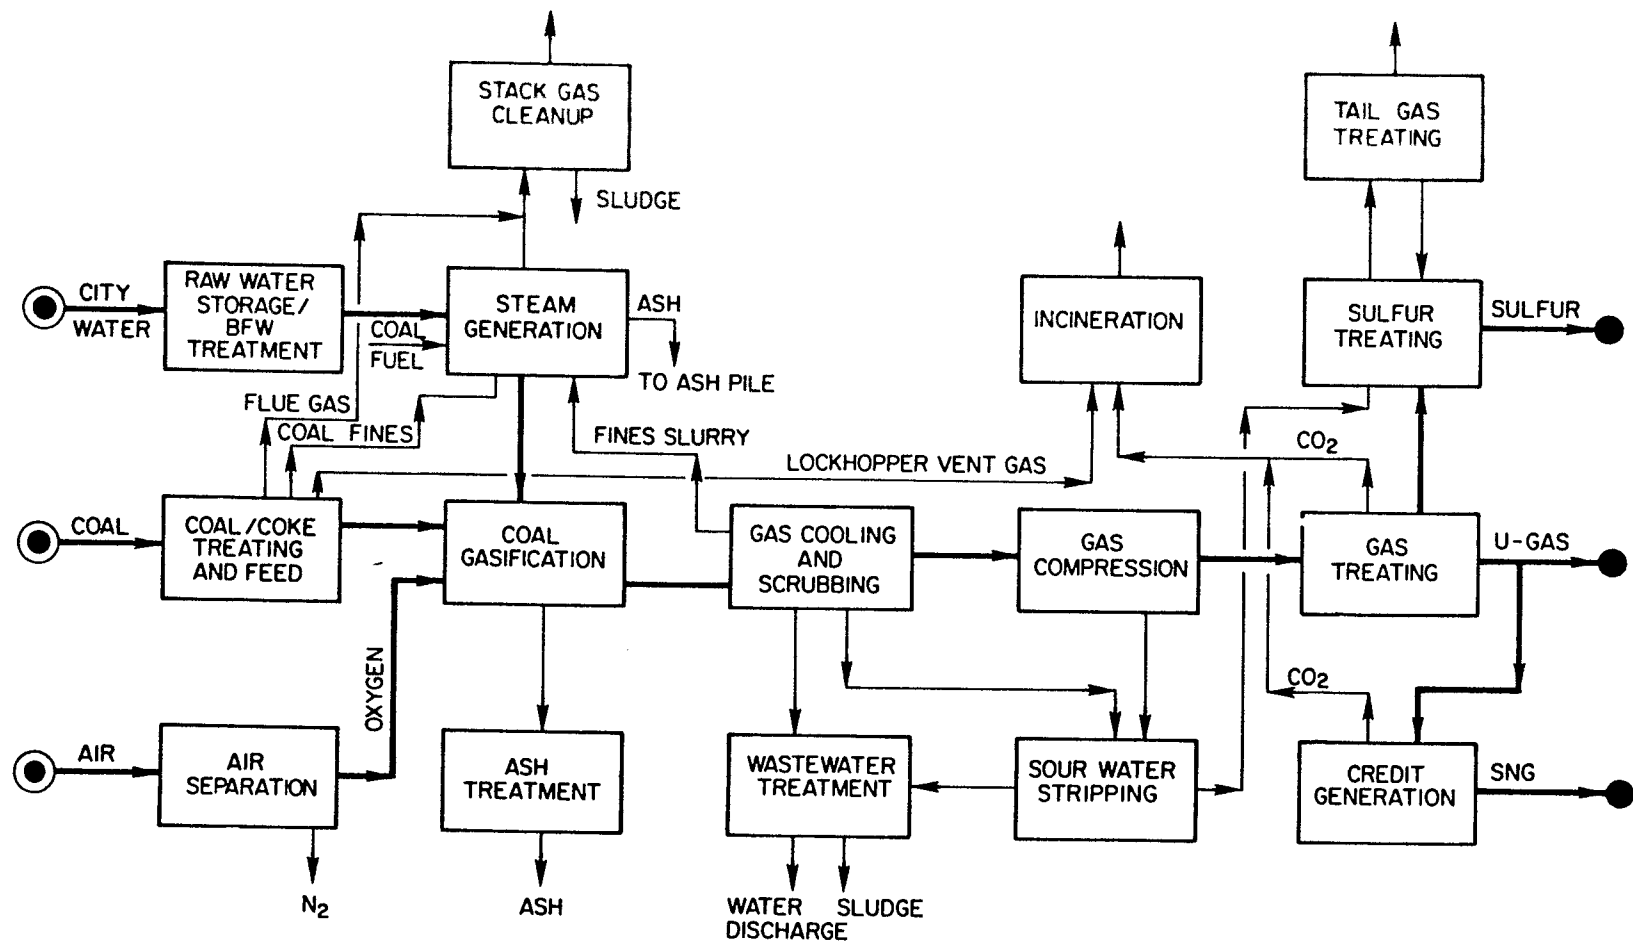 STACK GAS
CLEANUP
TAIL GAS
TREATING
SLUDGE
CITY
WATER
RAW WATER
STORAGE/
BFW
TREATMENT
COAL
FUEL
STEAM
GENERATION
ASH
TO ASH PILE
INCINERATION
SULFUR
TREATING
SULFUR
FLUE GAS
COAL FINES
FINES SLURRY
LOCKHOPPER VENT GAS
CO2
COAL
COAL/COKE
TREATING
AND FEED
COAL
GASIFICATION
GAS COOLING
AND
SCRUBBING
GAS
COMPRESSION
GAS
TREATING
U-GAS
OXYGEN
CO2
AIR
AIR
SEPARATION
ASH
TREATMENT
WASTEWATER
TREATMENT
SOUR WATER
STRIPPING
CREDIT
GENERATION
SNG
N2
ASH
WATER
DISCHARGE
SLUDGE